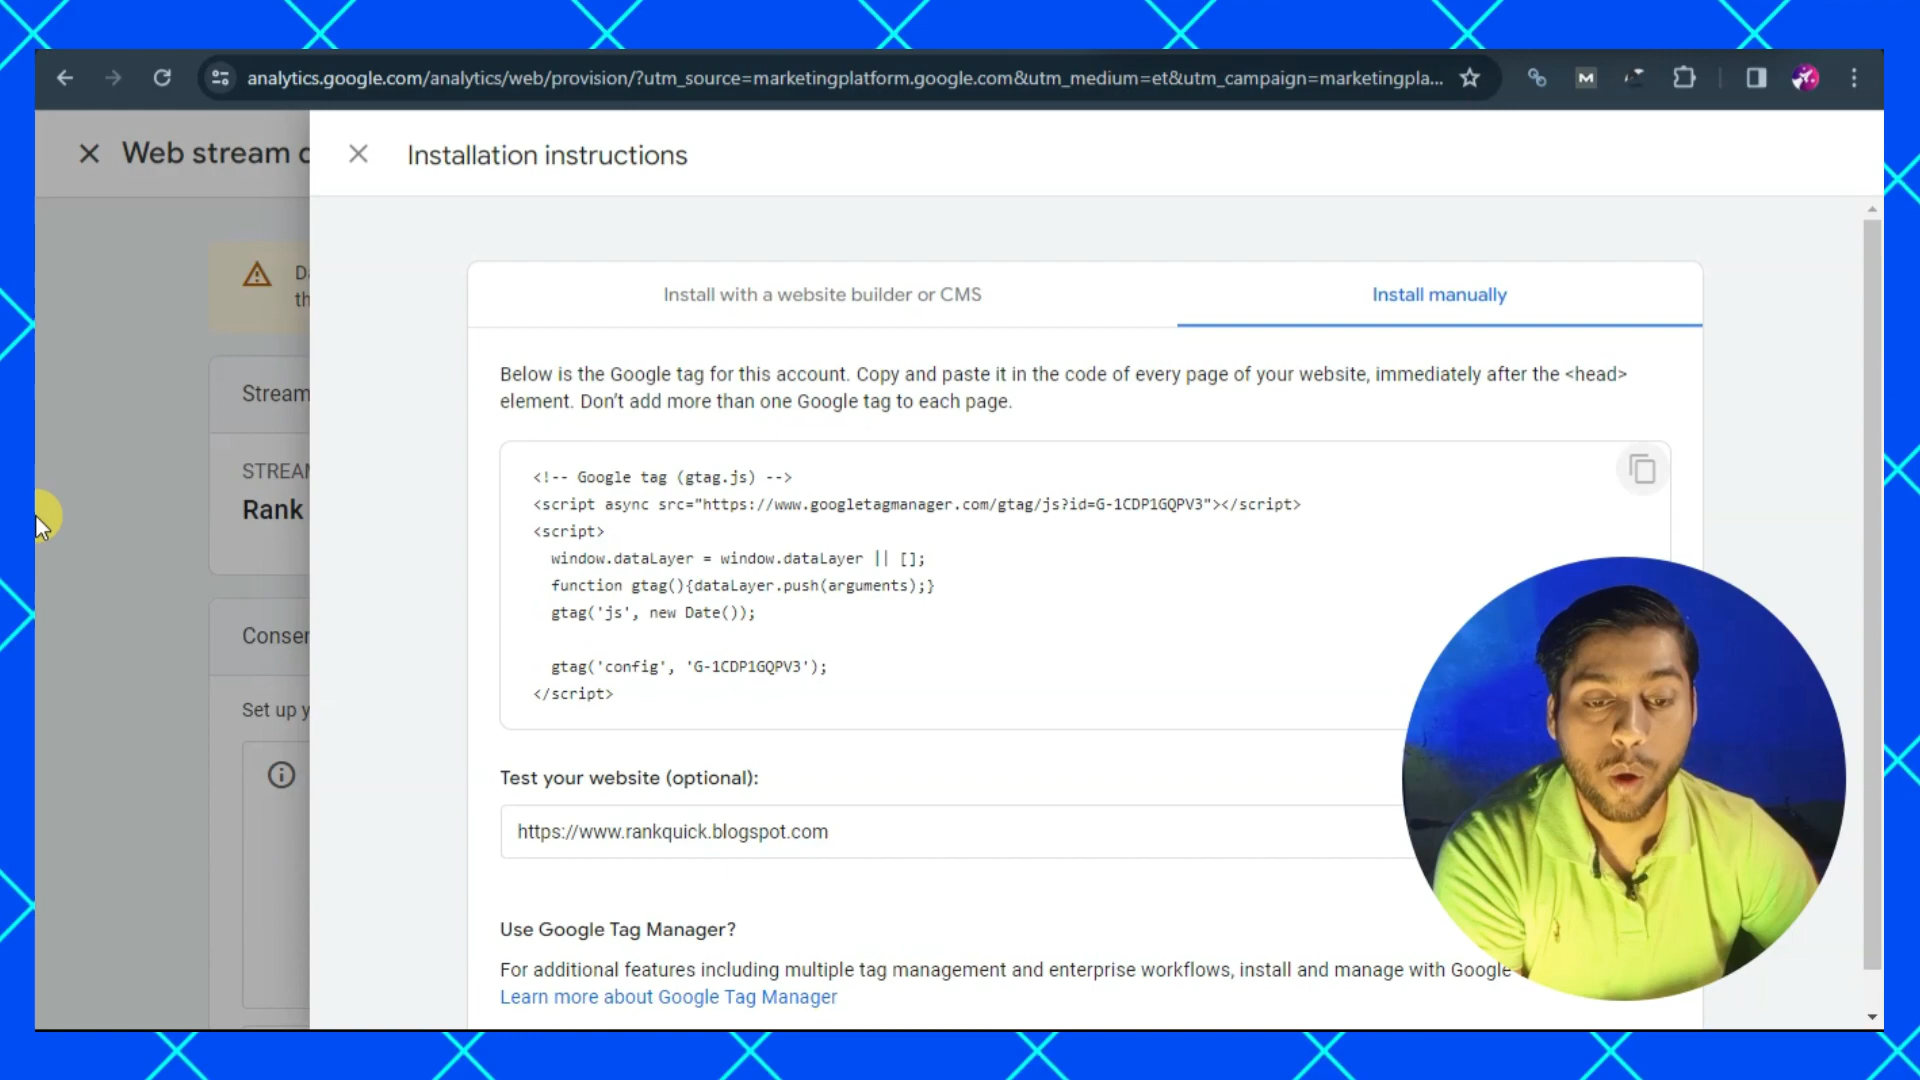 analytics.google.com/analytics/web/provision/?utm_source=marketingplatform.google.com&utm_medium=et&utm_campaign=marketingpla...
Web stream
Installation instructions
Install with a website builder or CMS
Install manually
Below is the Google tag for this account. Copy and paste it in the code of every page of your website, immediately after the <head>
element. Don't add more than one Google tag to each page.
Stream
STREAM
Rank
<!-- Google tag (gtag.js) -->
<script async src="https://www.googletagmanager.com/gtag/js?id=G-1CDP1GQPV3"></script>
<script>
window.dataLayer = window.dataLayer || [];
function gtag(){dataLayer.push(arguments);}
gtag('js', new Date());
gtag('config', 'G-1CDP1GQPV3');
</script>
Conser
Set up y
Test your website (optional):
https://www.rankquick.blogspot.com
Use Google Tag Manager?
For additional features including multiple tag management and enterprise workflows, install and manage with Google
Learn more about Google Tag Manager